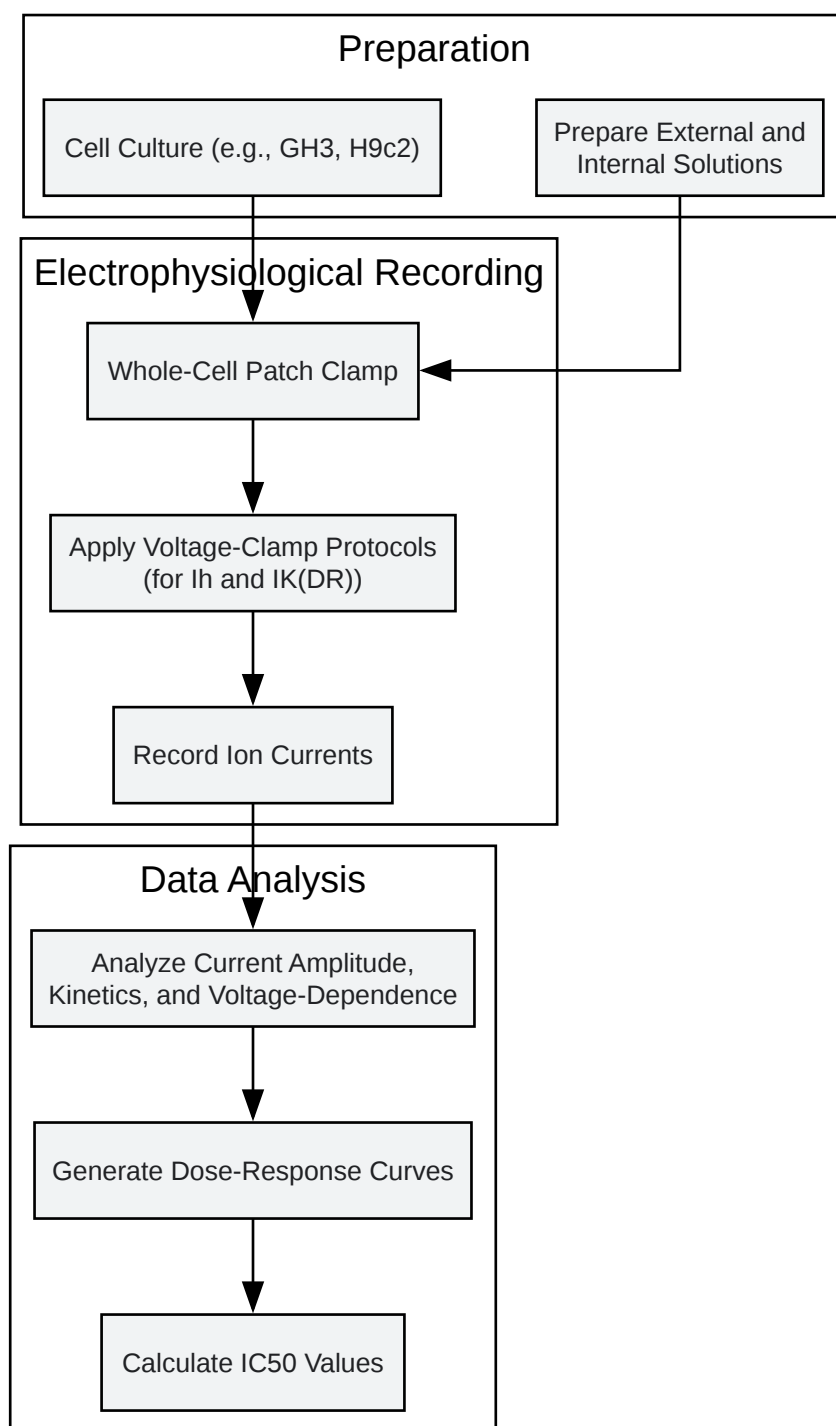 Preparation
Cell Culture (e.g., GH3, H9c2)
Prepare External and
Internal Solutions
Electrophysiological Recording
Whole-Cell Patch Clamp
Apply Voltage-Clamp Protocols
(for Ih and IK(DR))
Record Ion Currents
Data Analysis
Analyze Current Amplitude,
Kinetics, and Voltage-Dependence
Generate Dose-Response Curves
Calculate IC50 Values